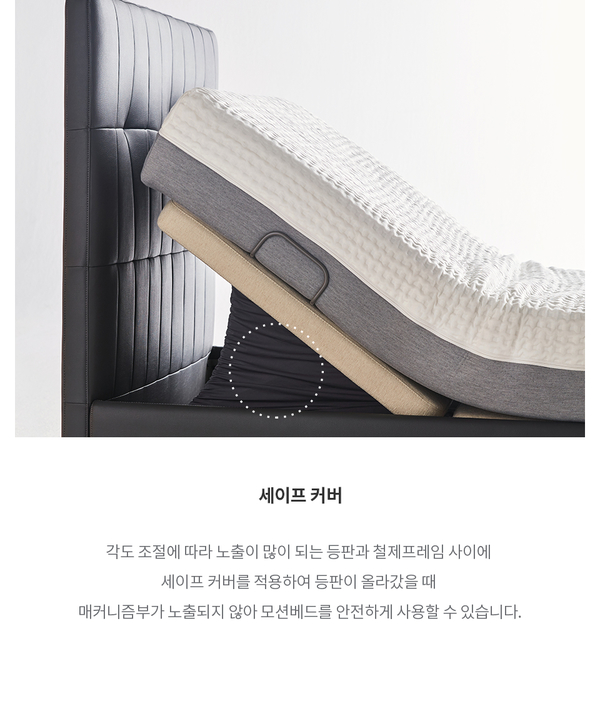 세이프 커버
각도 조절에 따라 노출이 많이 되는 등판과 철제프레임 사이에
세이프 커버를 적용하여 등판이 올라갔을 때
매커니즘부가 노출되지 않아 모션베드를 안전하게 사용할 수 있습니다.